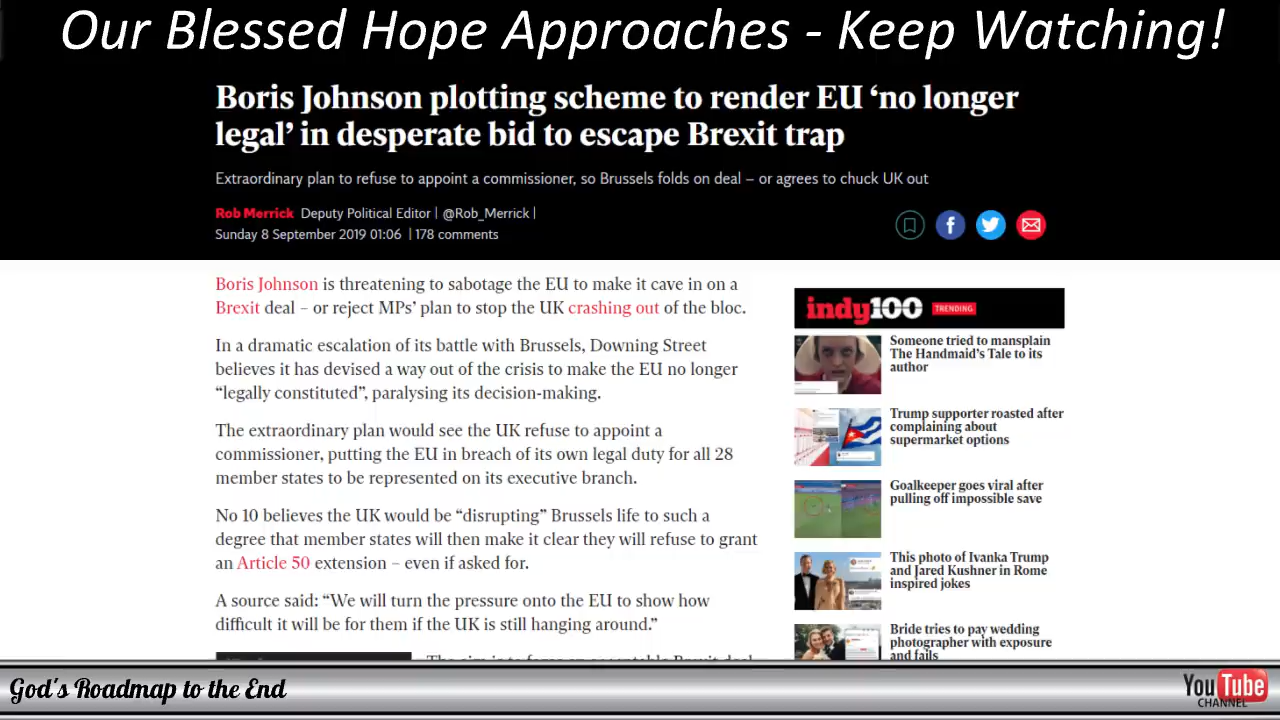 Our Blessed Hope Approaches - Keep Watching!
Boris Johnson plotting scheme to render EU ‘no longer
legal’ in desperate bid to escape Brexit trap
Extraordinary plan to refuse to appoint a commissioner, so Brussels folds on deal – or agrees to chuck UK out
Rob Merrick Deputy Political Editor | @Rob_Merrick |
Sunday 8 September 2019 01:06 | 178 comments
Boris Johnson is threatening to sabotage the EU to make it cave in on a
Brexit deal – or reject MPs’ plan to stop the UK crashing out of the bloc.
In a dramatic escalation of its battle with Brussels, Downing Street
believes it has devised a way out of the crisis to make the EU no longer
“legally constituted”, paralysing its decision-making.
The extraordinary plan would see the UK refuse to appoint a
commissioner, putting the EU in breach of its own legal duty for all 28
member states to be represented on its executive branch.
No 10 believes the UK would be “disrupting” Brussels life to such a
degree that member states will then make it clear they will refuse to grant
an Article 50 extension – even if asked for.
A source said: “We will turn the pressure onto the EU to show how
difficult it will be for them if the UK is still hanging around.”
indy100 TRENDING
Someone tried to mansplain
The Handmaid's Tale to its
author
Trump supporter roasted after
complaining about
supermarket options
Goalkeeper goes viral after
pulling off impossible save
This photo of Ivanka Trump
and Jared Kushner in Rome
inspired jokes
Bride tries to pay wedding
photographer with exposure
and fails
God's Roadmap to the End
YouTube
CHANNEL